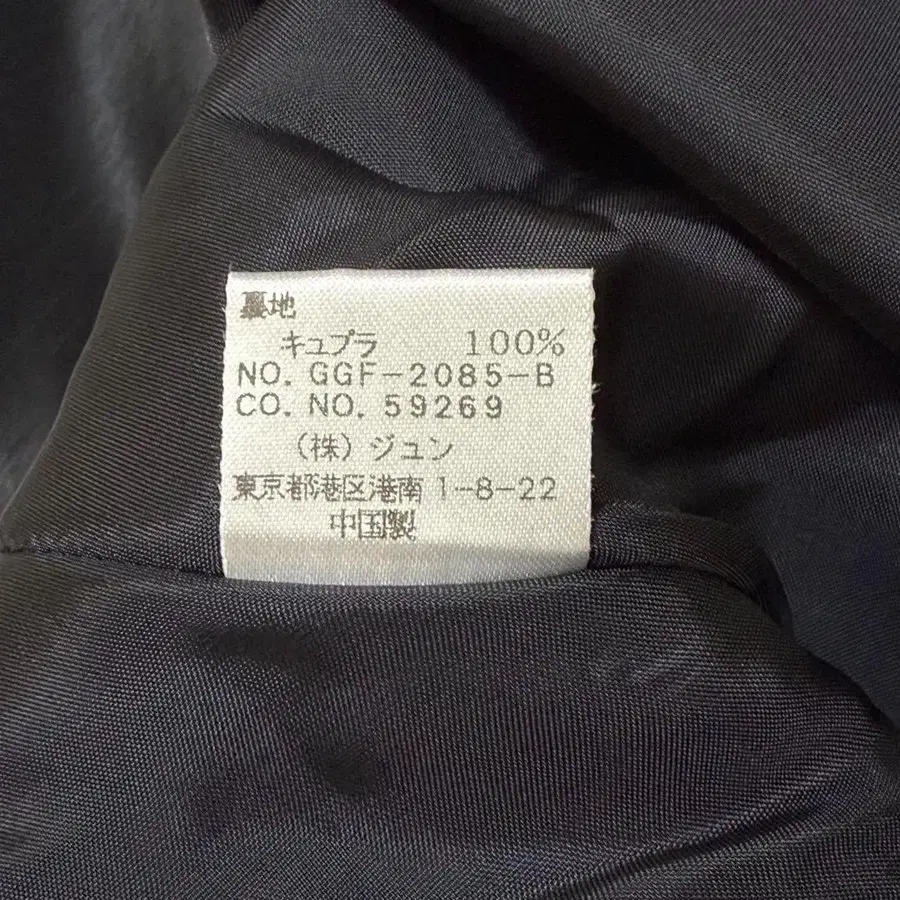 裏地
キュプラ 100%
NO. GGF-2085-B
CO. NO. 59269
(株) ジュン
東京都港区港南 1-8-22
中国製